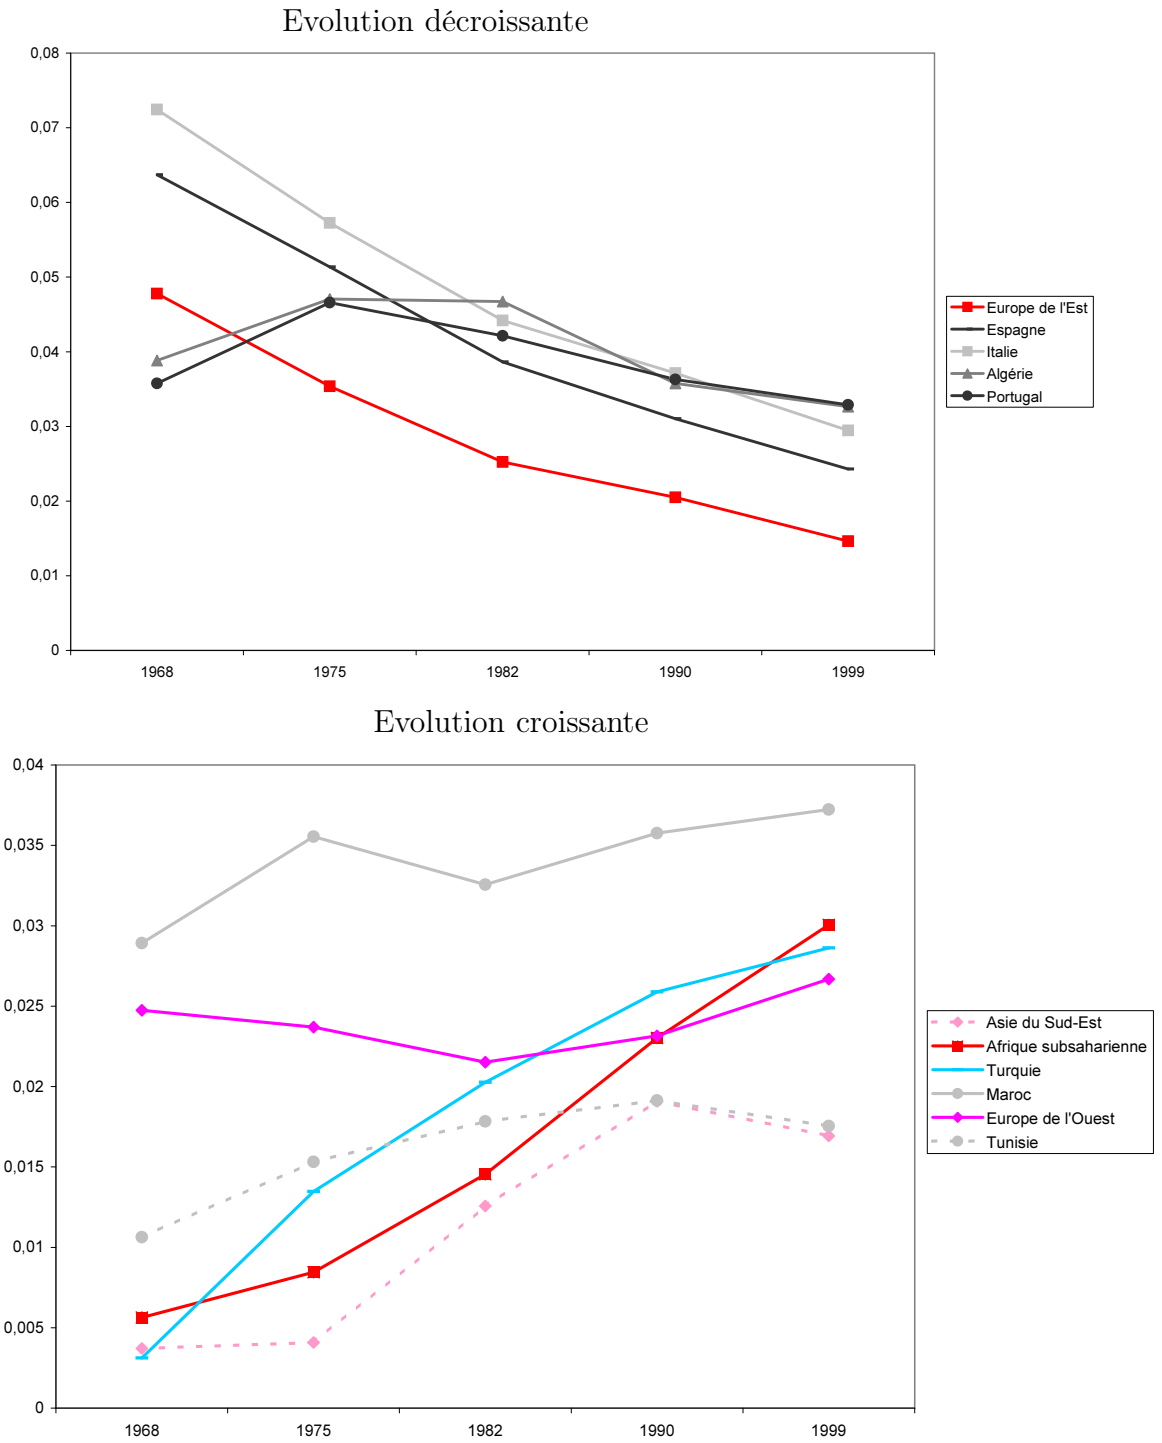 Evolution décroissante
0,08
0,07
0,06
0,05
0,04
0,03
0,02
0,01
0
1968 1975 1982 1990 1999
Europe de l'Est
Espagne
Italie
Algérie
Portugal
Evolution croissante
0,04
0,035
0,03
0,025
0,02
0,015
0,01
0,005
0
1968 1975 1982 1990 1999
Asie du Sud-Est
Afrique subsaharienne
Turquie
Maroc
Europe de l'Ouest
Tunisie